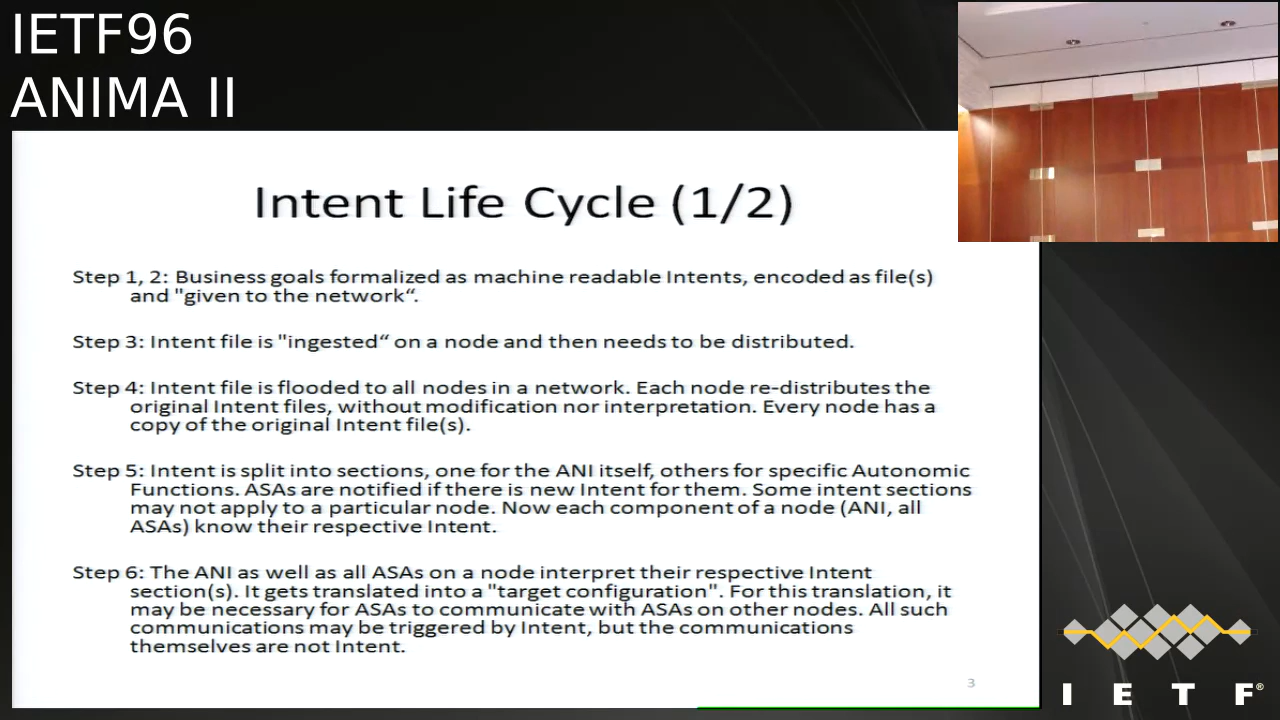 IETF96
ANIMA II
Intent Life Cycle (1/2)
Step 1, 2: Business goals formalized as machine readable Intents, encoded as file(s)
and "given to the network“.
Step 3: Intent file is "ingested“ on a node and then needs to be distributed.
Step 4: Intent file is flooded to all nodes in a network. Each node re-distributes the
original Intent files, without modification nor interpretation. Every node has a
copy of the original Intent file(s).
Step 5: Intent is split into sections, one for the ANI itself, others for specific Autonomic
Functions. ASAs are notified if there is new Intent for them. Some intent sections
may not apply to a particular node. Now each component of a node (ANI, all
ASAs) know their respective Intent.
Step 6: The ANI as well as all ASAs on a node interpret their respective Intent
section(s). It gets translated into a "target configuration". For this translation, it
may be necessary for ASAs to communicate with ASAs on other nodes. All such
communications may be triggered by Intent, but the communications
themselves are not Intent.
3
I E T F®